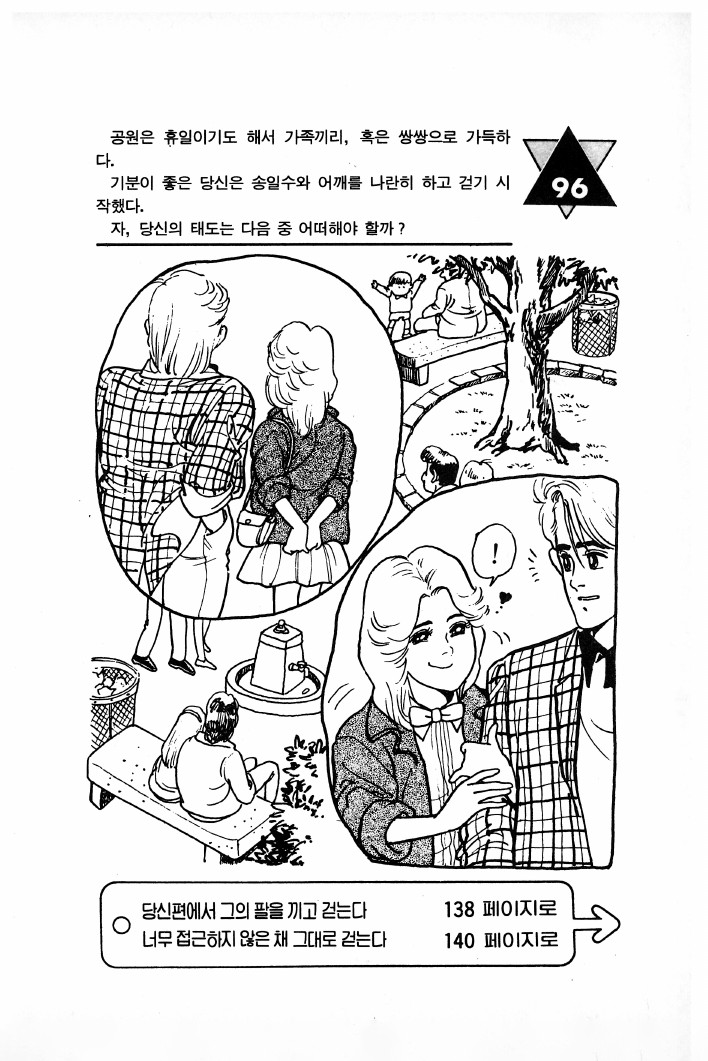 공원은 휴일이기도 해서 가족끼리, 혹은 쌍쌍으로 가득하
다.
기분이 좋은 당신은 송일수와 어깨를 나란히 하고 걷기 시
작했다.
자, 당신의 태도는 다음 중 어떠해야 할까?
96
!
당신편에서 그의 팔을 끼고 걷는다 138 페이지로
너무 접근하지 않은 채 그대로 걷는다 140 페이지로